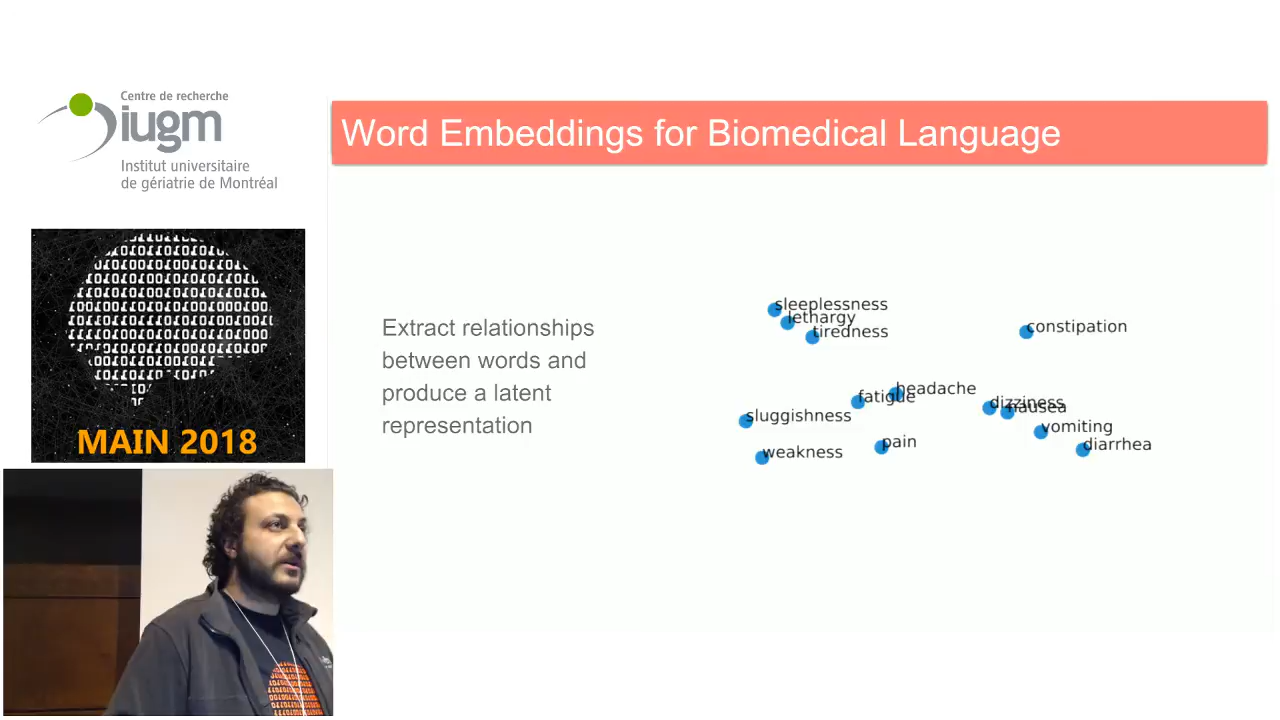 Centre de recherche
iugm
Institut universitaire
de gériatrie de Montréal
MAIN 2018
Word Embeddings for Biomedical Language
Extract relationships
between words and
produce a latent
representation
sleeplessness
lethargy
tiredness
constipation
headache
fatigue
dizziness
nausea
sluggishness
vomiting
pain
diarrhea
weakness